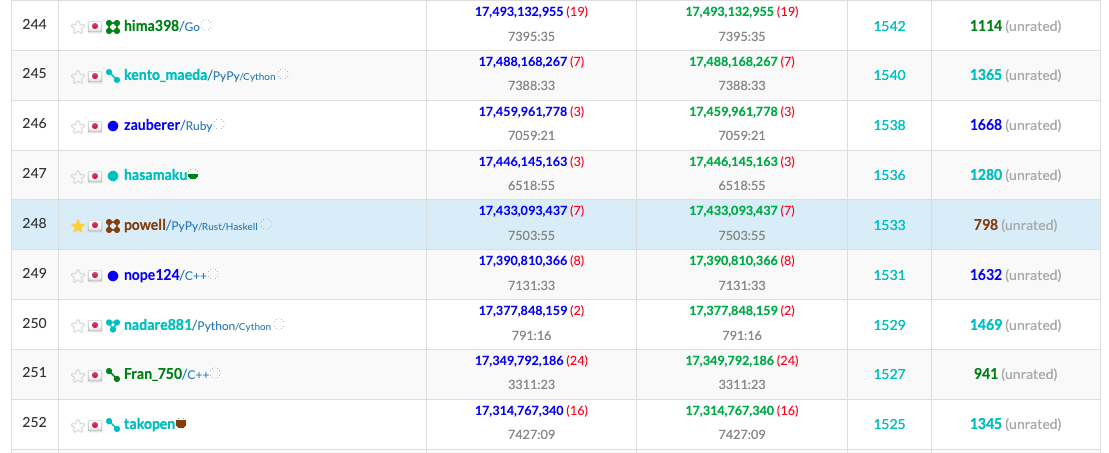 244 hima398/Go 17,493,132,955 (19) 17,493,132,955 (19) 1542 1114 (unrated)
7395:35 7395:35
245 kento_maeda/PyPy/Cython 17,488,168,267 (7) 17,488,168,267 (7) 1540 1365 (unrated)
7388:33 7388:33
246 zauberer/Ruby 17,459,961,778 (3) 17,459,961,778 (3) 1538 1668 (unrated)
7059:21 7059:21
247 hasamaku 17,446,145,163 (3) 17,446,145,163 (3) 1536 1280 (unrated)
6518:55 6518:55
248 powell/PyPy/Rust/Haskell 17,433,093,437 (7) 17,433,093,437 (7) 1533 798 (unrated)
7503:55 7503:55
249 nope124/C++ 17,390,810,366 (8) 17,390,810,366 (8) 1531 1632 (unrated)
7131:33 7131:33
250 nadare881/Python/Cython 17,377,848,159 (2) 17,377,848,159 (2) 1529 1469 (unrated)
791:16 791:16
251 Fran_750/C++ 17,349,792,186 (24) 17,349,792,186 (24) 1527 941 (unrated)
3311:23 3311:23
252 takopen 17,314,767,340 (16) 17,314,767,340 (16) 1525 1345 (unrated)
7427:09 7427:09